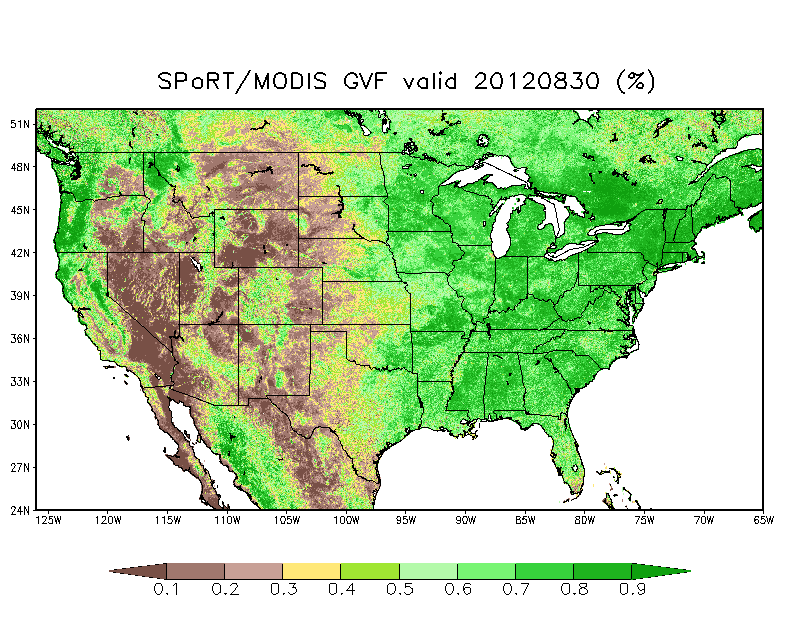 SPoRT/MODIS GVF valid 20120830 (%)
51N
48N
45N
42N
39N
36N
33N
30N
27N
24N
125W 120W 115W 110W 105W 100W 95W 90W 85W 80W 75W 70W 65W
0.1 0.2 0.3 0.4 0.5 0.6 0.7 0.8 0.9